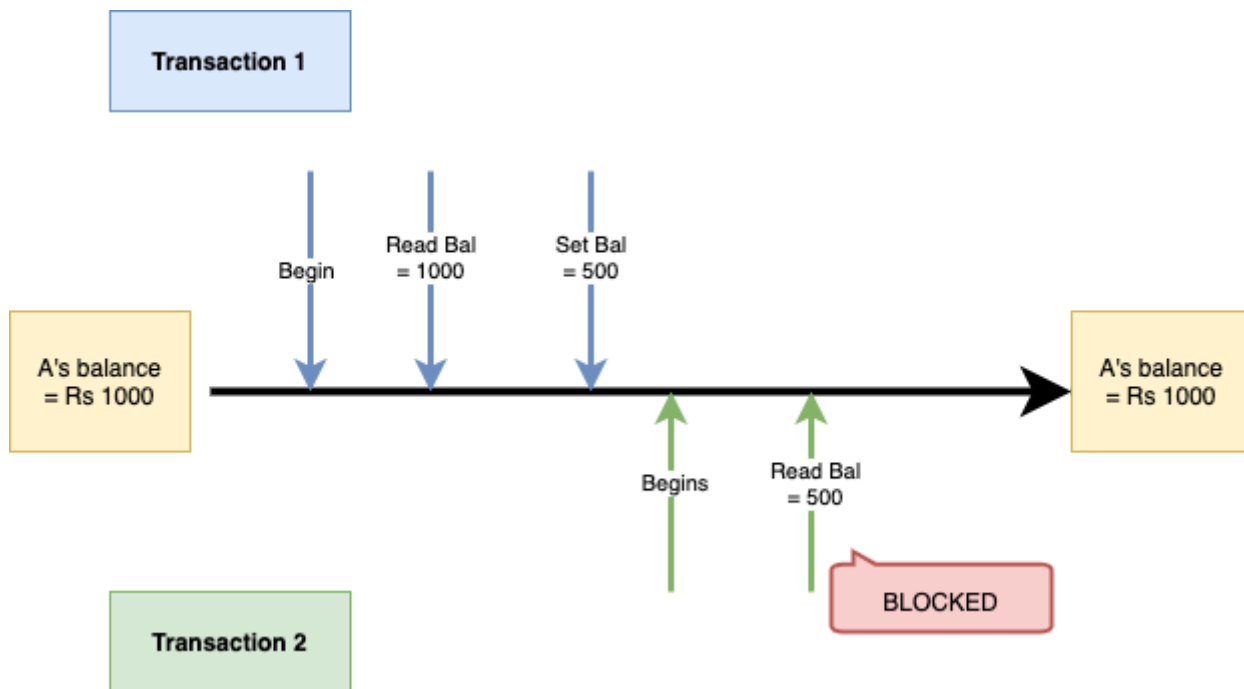 Transaction 1
Begin
Read Bal
= 1000
Set Bal
= 500
A's balance
= Rs 1000
A's balance
= Rs 1000
Begins
Read Bal
= 500
BLOCKED
Transaction 2